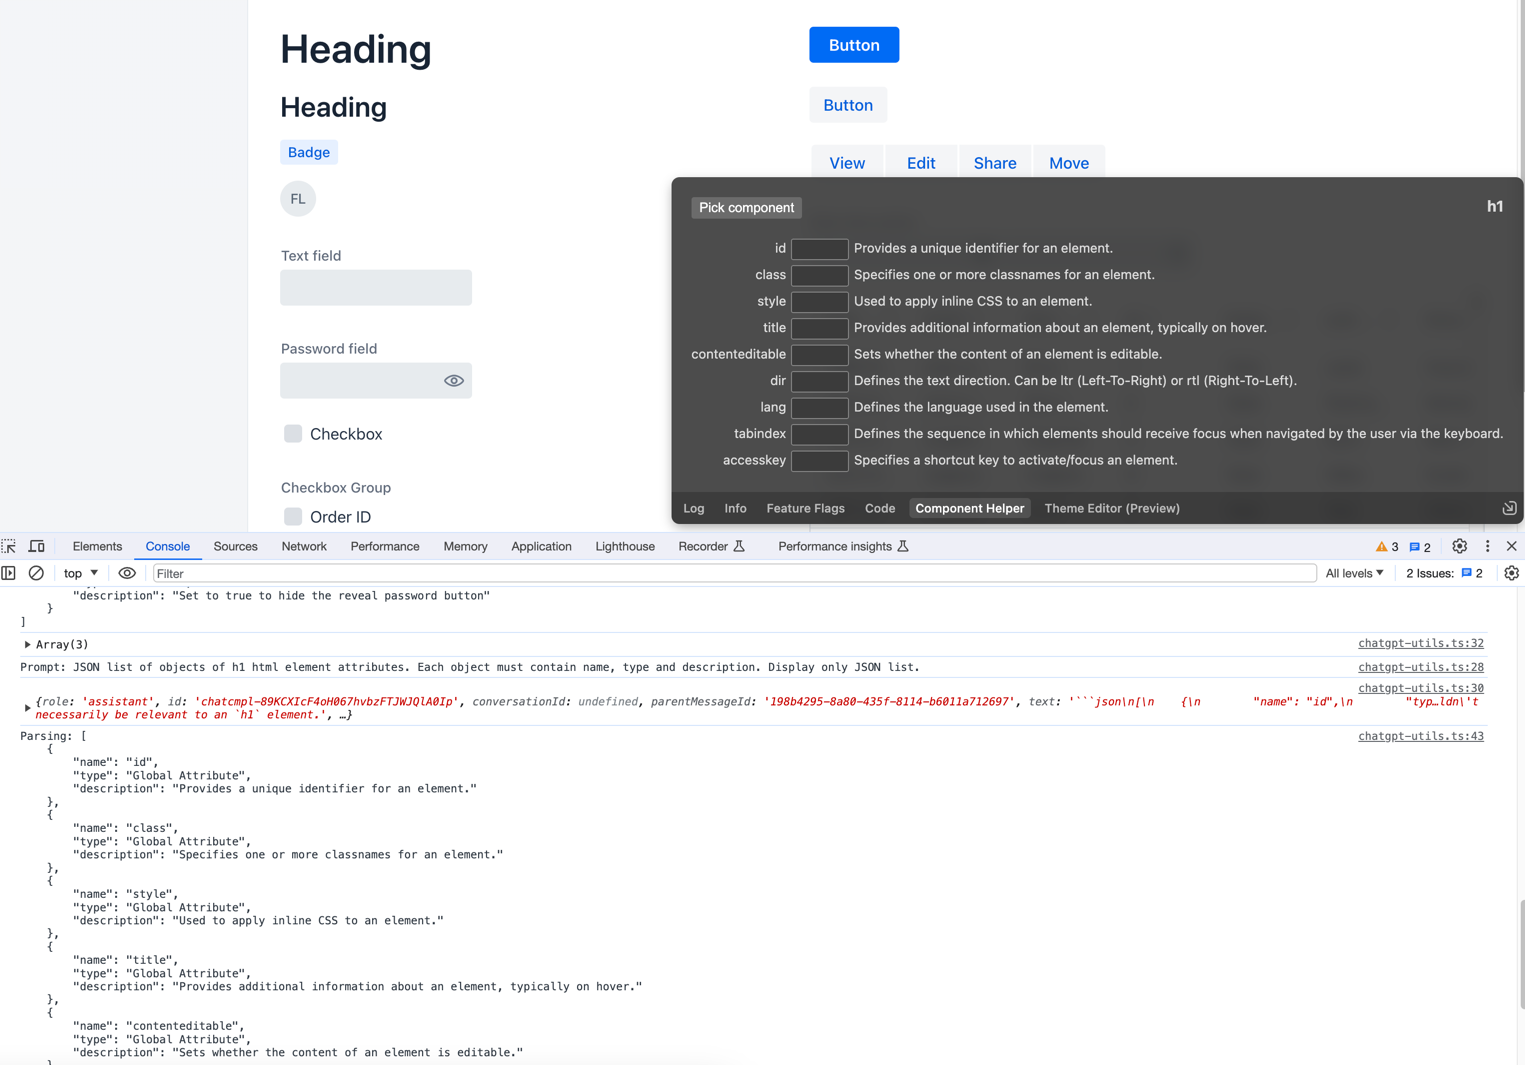 Heading
Heading
Badge
FL
Text field
Password field
Checkbox
Checkbox Group
Order ID
Button
Button
View Edit Share Move
Pick component h1
id Provides a unique identifier for an element.
class Specifies one or more classnames for an element.
style Used to apply inline CSS to an element.
title Provides additional information about an element, typically on hover.
contenteditable Sets whether the content of an element is editable.
dir Defines the text direction. Can be ltr (Left-To-Right) or rtl (Right-To-Left).
lang Defines the language used in the element.
tabindex Defines the sequence in which elements should receive focus when navigated by the user via the keyboard.
accesskey Specifies a shortcut key to activate/focus an element.
Log Info Feature Flags Code Component Helper Theme Editor (Preview)
Elements Console Sources Network Performance Memory Application Lighthouse Recorder Performance insights 3 2
top Filter All levels 2 Issues: 2
"description": "Set to true to hide the reveal password button"
}
]
Array(3) chatgpt-utils.ts:32
Prompt: JSON list of objects of h1 html element attributes. Each object must contain name, type and description. Display only JSON list. chatgpt-utils.ts:28
chatgpt-utils.ts:30
{role: 'assistant', id: 'chatcmpl-89KCXIcF4oH067hvbzFTJWJQlA0Ip', conversationId: undefined, parentMessageId: '198b4295-8a80-435f-8114-b6011a712697', text: '```json\n[\n {\n "name": "id",\n "typ…ldn\'t
necessarily be relevant to an `h1` element.', …}
Parsing: [ chatgpt-utils.ts:43
{
"name": "id",
"type": "Global Attribute",
"description": "Provides a unique identifier for an element."
},
{
"name": "class",
"type": "Global Attribute",
"description": "Specifies one or more classnames for an element."
},
{
"name": "style",
"type": "Global Attribute",
"description": "Used to apply inline CSS to an element."
},
{
"name": "title",
"type": "Global Attribute",
"description": "Provides additional information about an element, typically on hover."
},
{
"name": "contenteditable",
"type": "Global Attribute",
"description": "Sets whether the content of an element is editable."